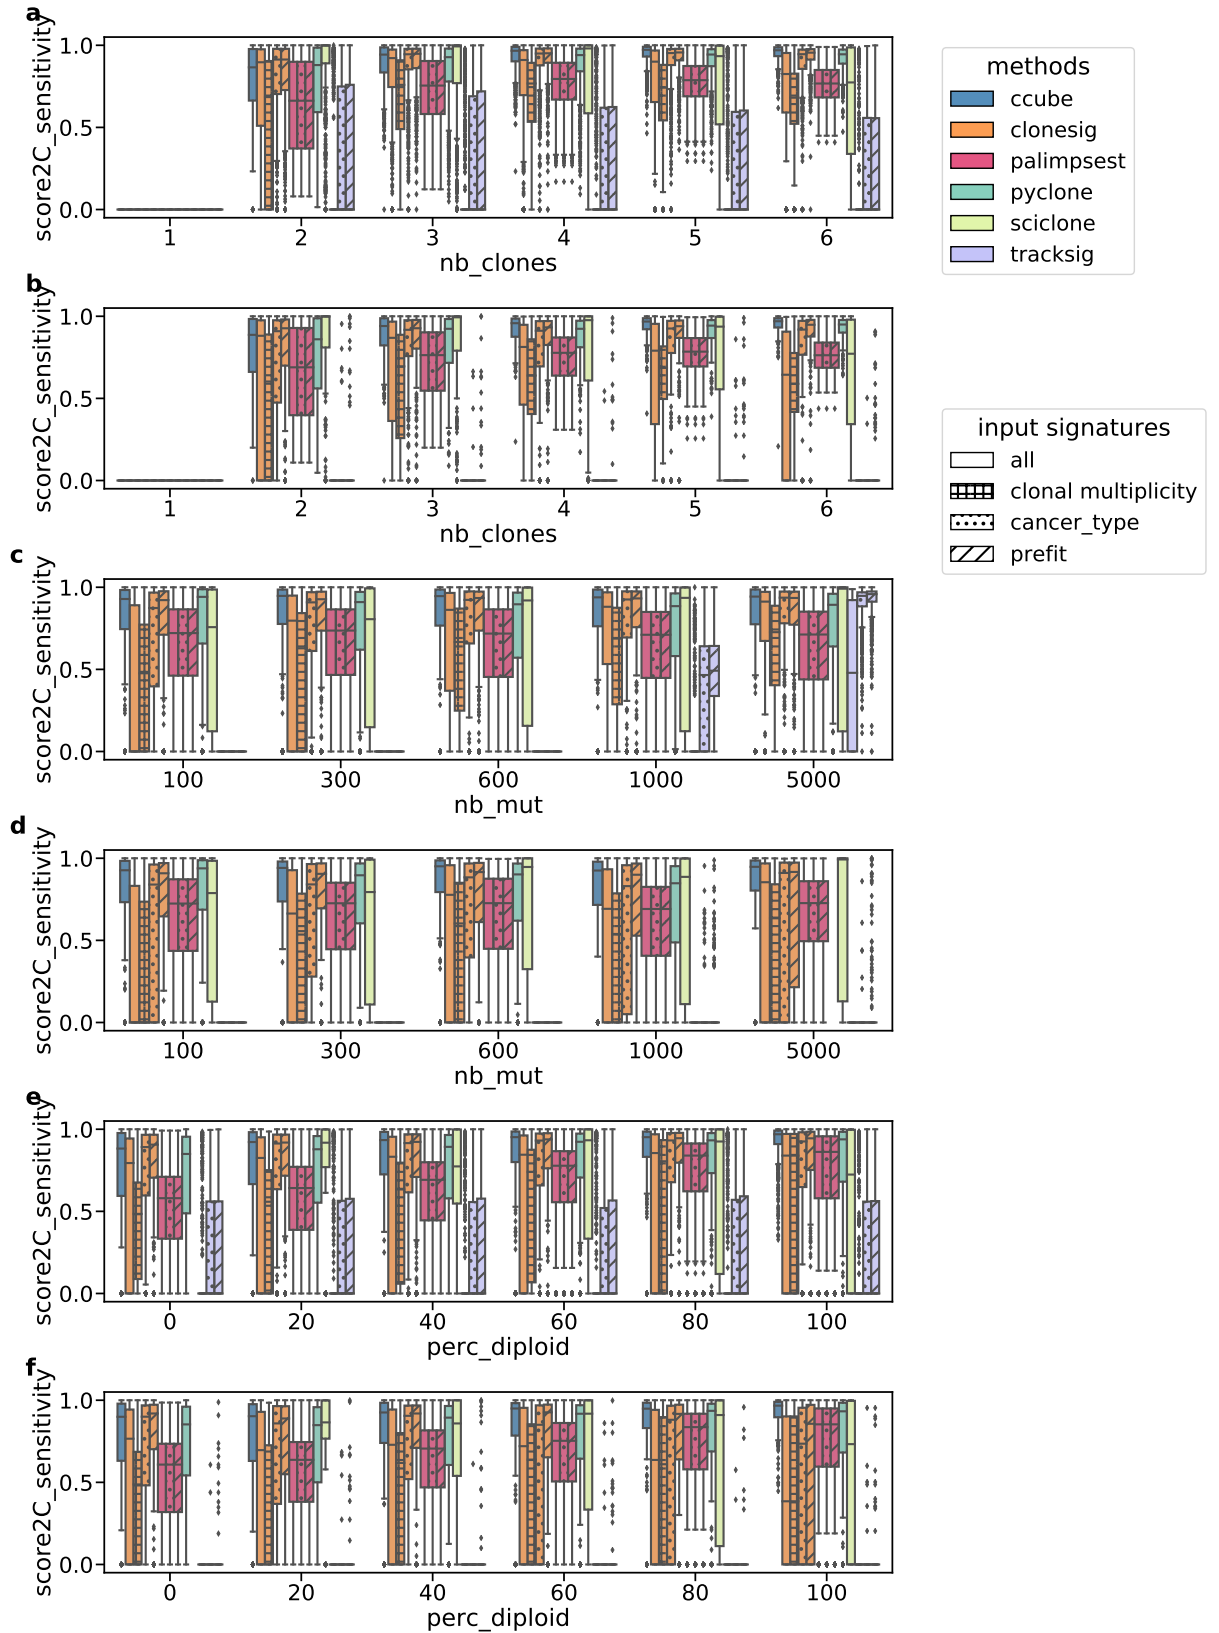 a
score2C_sensitivity
1.0
0.5
0.0
1 2 3 4 5 6
nb_clones
methods
ccube
clonesig
palimpsest
pyclone
sciclone
tracksig
b
score2C_sensitivity
1.0
0.5
0.0
1 2 3 4 5 6
nb_clones
input signatures
all
clonal multiplicity
cancer_type
prefit
c
score2C_sensitivity
1.0
0.5
0.0
100 300 600 1000 5000
nb_mut
d
score2C_sensitivity
1.0
0.5
0.0
100 300 600 1000 5000
nb_mut
e
score2C_sensitivity
1.0
0.5
0.0
0 20 40 60 80 100
perc_diploid
f
score2C_sensitivity
1.0
0.5
0.0
0 20 40 60 80 100
perc_diploid